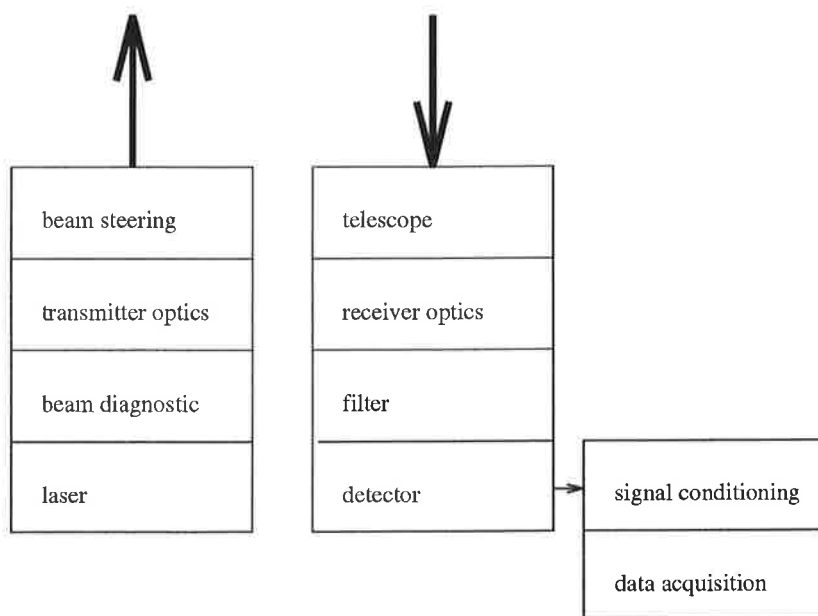 beam steering
transmitter optics
beam diagnostic
laser
telescope
receiver optics
filter
detector
signal conditioning
data acquisition